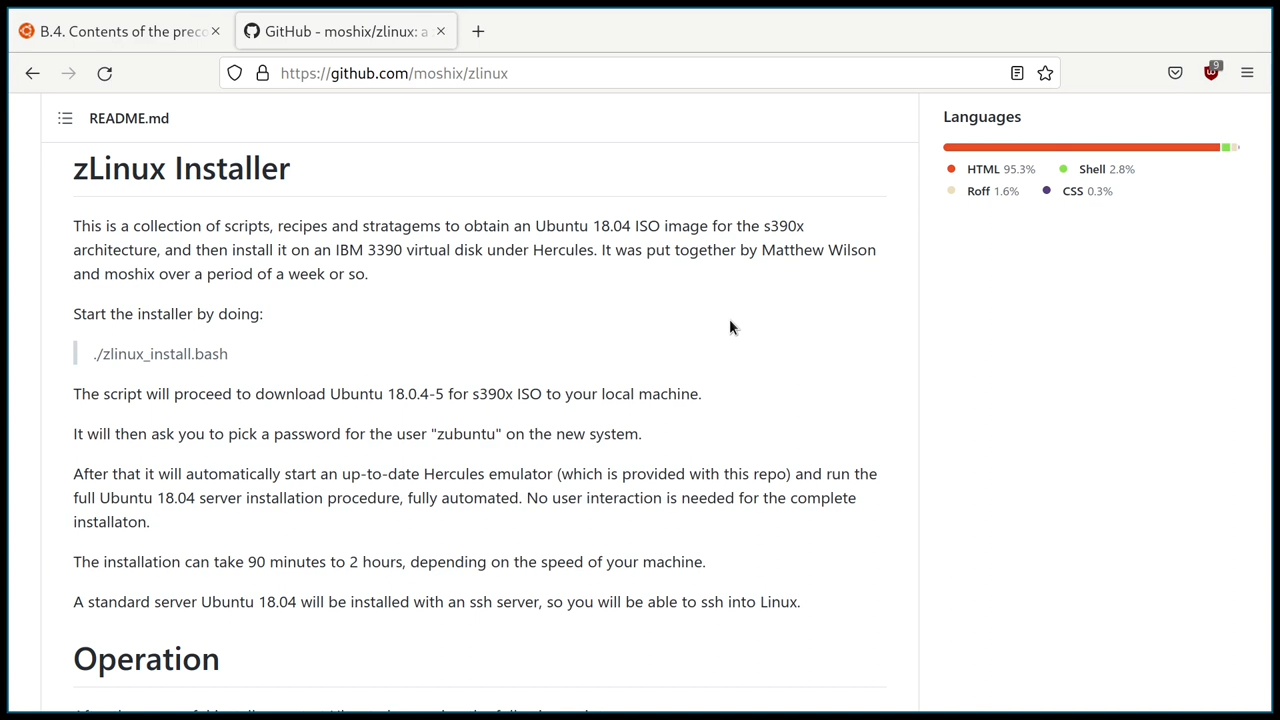 B.4. Contents of the preco
GitHub - moshix/zlinux: a
https://github.com/moshix/zlinux
9
README.md
zLinux Installer
This is a collection of scripts, recipes and stratagems to obtain an Ubuntu 18.04 ISO image for the s390x
architecture, and then install it on an IBM 3390 virtual disk under Hercules. It was put together by Matthew Wilson
and moshix over a period of a week or so.
Start the installer by doing:
./zlinux_install.bash
The script will proceed to download Ubuntu 18.0.4-5 for s390x ISO to your local machine.
It will then ask you to pick a password for the user "zubuntu" on the new system.
After that it will automatically start an up-to-date Hercules emulator (which is provided with this repo) and run the
full Ubuntu 18.04 server installation procedure, fully automated. No user interaction is needed for the complete
installaton.
The installation can take 90 minutes to 2 hours, depending on the speed of your machine.
A standard server Ubuntu 18.04 will be installed with an ssh server, so you will be able to ssh into Linux.
Operation
Languages
HTML 95.3%
Shell 2.8%
Roff 1.6%
CSS 0.3%